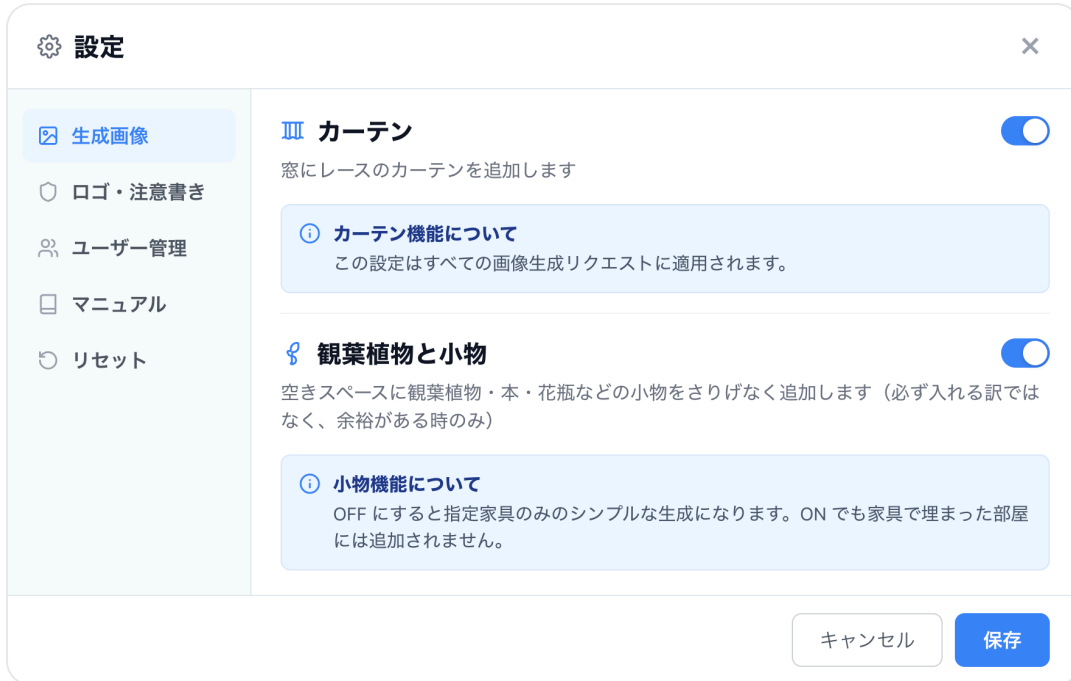 設定
生成画像
ロゴ・注意書き
ユーザー管理
マニュアル
リセット
カーテン
窓にレースのカーテンを追加します
カーテン機能について
この設定はすべての画像生成リクエストに適用されます。
観葉植物と小物
空きスペースに観葉植物・本・花瓶などの小物をさりげなく追加します（必ず入れる訳では
なく、余裕がある時のみ）
小物機能について
OFF にすると指定家具のみのシンプルな生成になります。ON でも家具で埋まった部屋
には追加されません。
キャンセル
保存